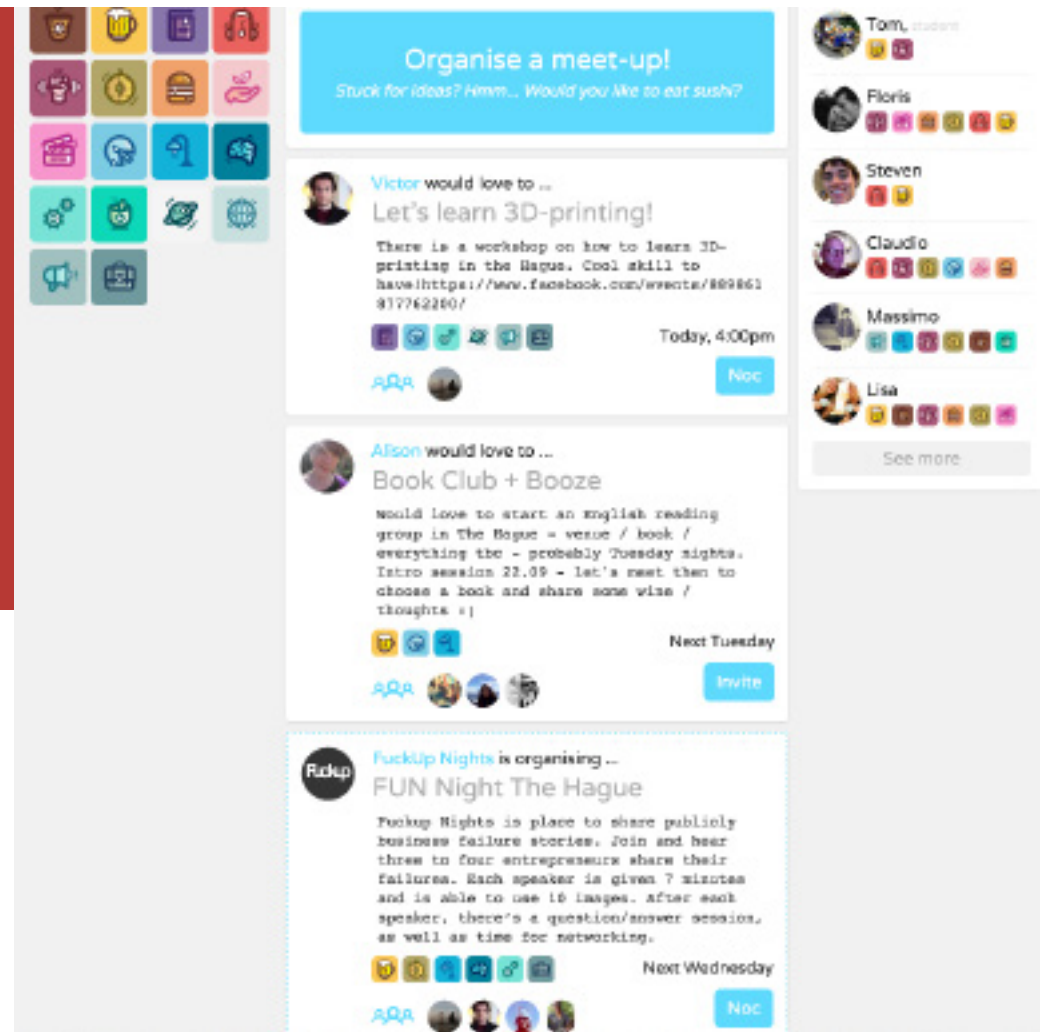 Organise a meet-up!
Stuck for ideas? Hmm... Would you like to eat sushi?
Victor would love to ...
Let's learn 3D-printing!
There is a workshop on how to learn 3D-
printing in the Hague. Cool skill to
have!https://www.facebook.com/events/889861
877762200/
Today, 4:00pm
Noc
Alison would love to ...
Book Club + Booze
Would love to start an English reading
group in The Hague - venue / book /
everything tbc - probably Tuesday nights.
Intro session 22.09 - let's meet then to
choose a book and share some wine /
thoughts :)
Next Tuesday
Invite
Fuckup
FuckUp Nights is organising ...
FUN Night The Hague
Fuckup Nights is place to share publicly
business failure stories. Join and hear
three to four entrepreneurs share their
failures. Each speaker is given 7 minutes
and is able to use 10 images. After each
speaker, there's a question/answer session,
as well as time for networking.
Next Wednesday
Noc
Tom, student
Floris
Steven
Claudio
Massimo
Lisa
See more